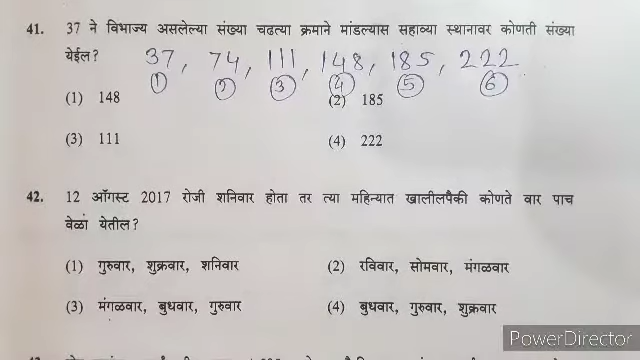 41. 37 ने विभाज्य असलेल्या संख्या चढत्या क्रमाने मांडल्यास सहाव्या स्थानावर कोणती संख्या
येईल? 37, 74, 111, 148, 185, 222
1 2 3 4 5 6
(1) 148 (2) 185
(3) 111 (4) 222
42. 12 ऑगस्ट 2017 रोजी शनिवार होता तर त्या महिन्यात खालीलपैकी कोणते वार पाच
वेळा येतील?
(1) गुरुवार, शुक्रवार, शनिवार (2) रविवार, सोमवार, मंगळवार
(3) मंगळवार, बुधवार, गुरुवार (4) बुधवार, गुरुवार, शुक्रवार
PowerDirector